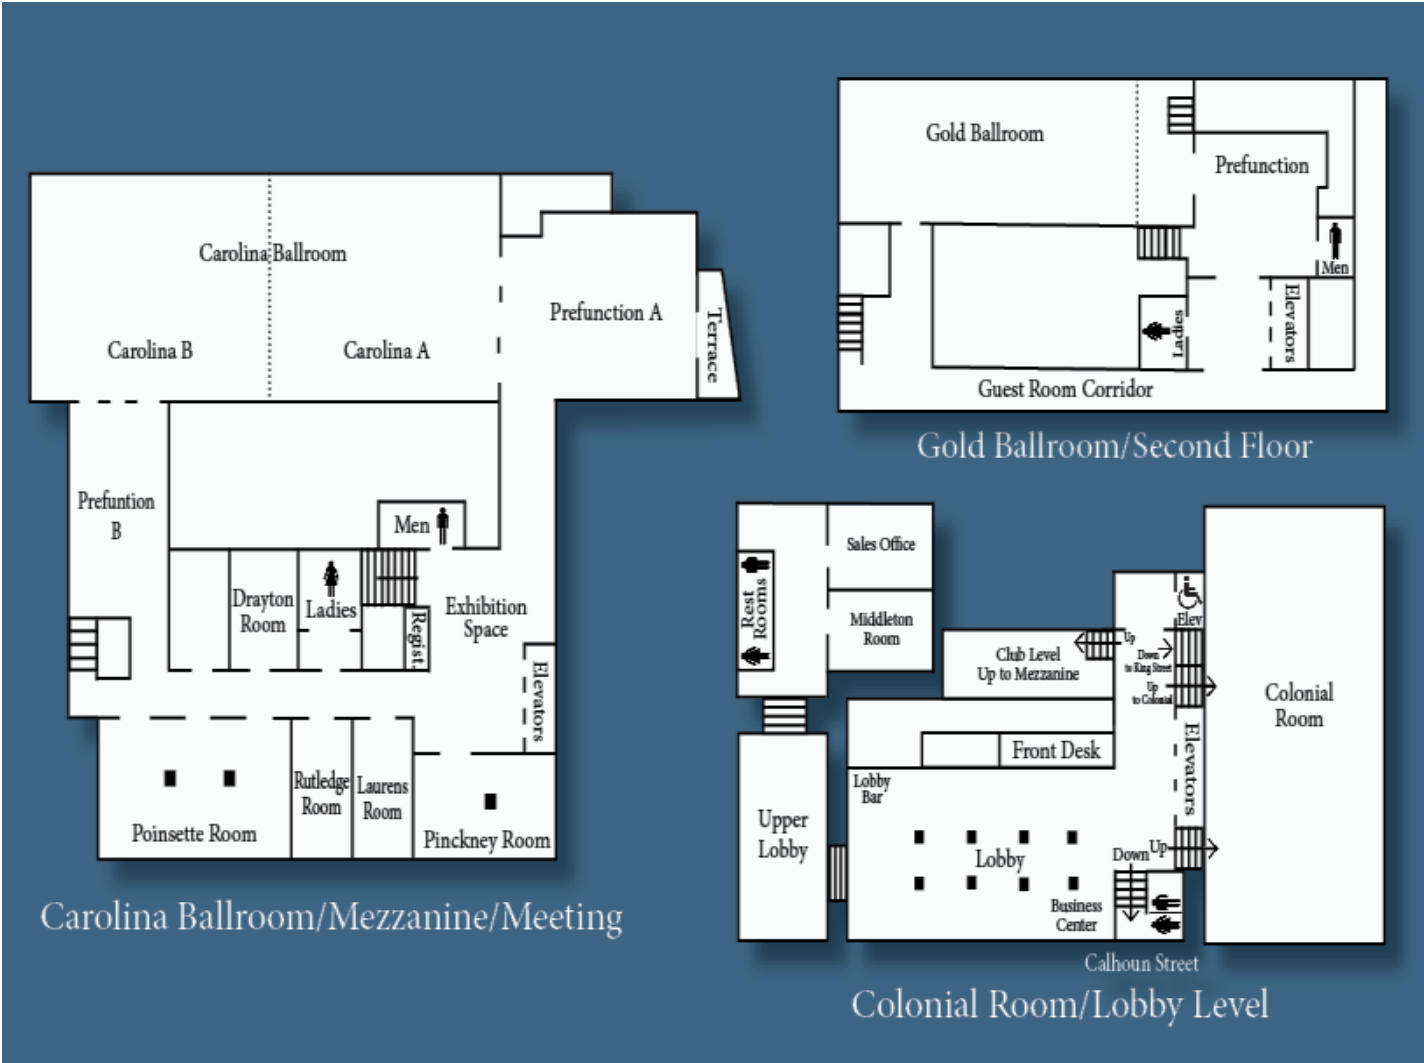 Carolina Ballroom
Carolina B
Carolina A
Prefunction A
Terrace
Prefuntion
B
Men
Drayton
Room
Ladies
Regist.
Exhibition
Space
Elevators
Poinsette Room
Rutledge
Room
Laurens
Room
Pinckney Room
Carolina Ballroom/Mezzanine/Meeting
Gold Ballroom
Prefunction
Men
Ladies
Elevators
Guest Room Corridor
Gold Ballroom/Second Floor
Sales Office
Rest
Rooms
Middleton
Room
Club Level
Up to Mezzanine
Up
Elev
Down
to King Street
Up
to Colonial
Colonial
Room
Elevators
Front Desk
Lobby
Bar
Upper
Lobby
Lobby
Down
Up
Business
Center
Calhoun Street
Colonial Room/Lobby Level